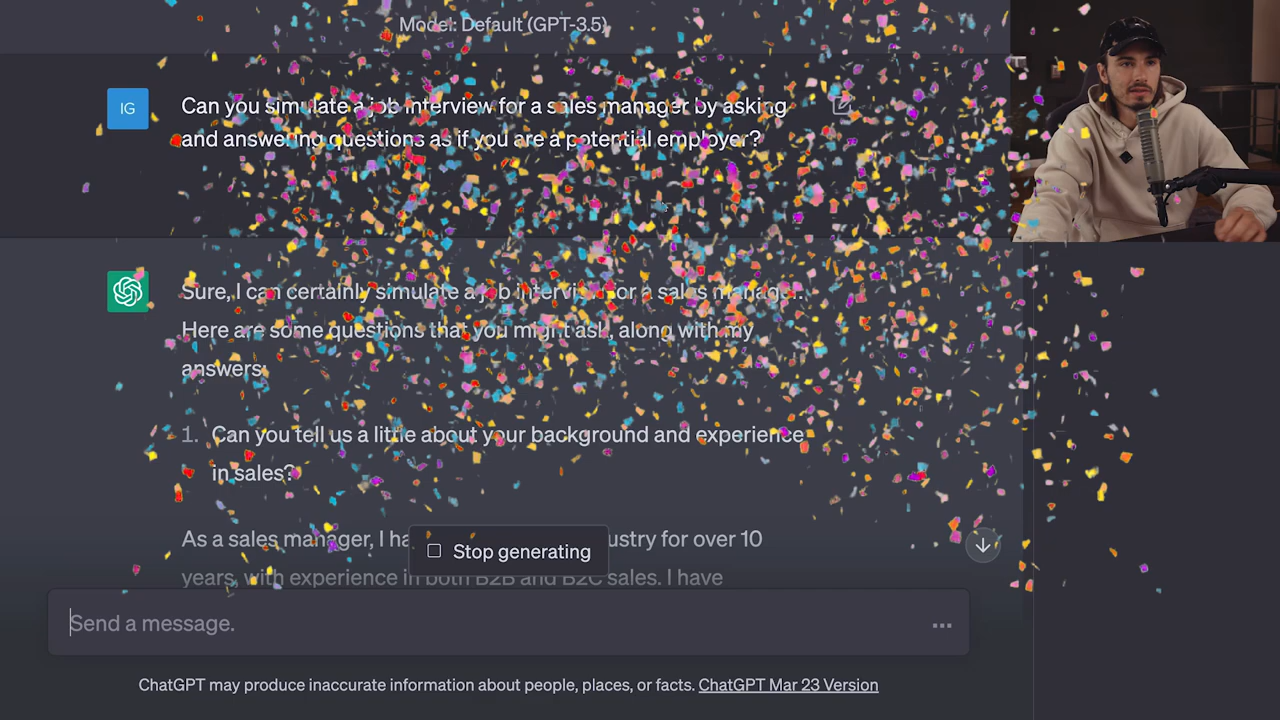 Model: Default (GPT-3.5)
IG
Can you simulate a job interview for a sales manager by asking
and answering questions as if you are a potential employer?
Sure, I can certainly simulate a job interview for a sales manager.
Here are some questions that you might ask, along with my
answers:
1. Can you tell us a little about your background and experience
in sales?
As a sales manager, I ha ustry for over 10
Stop generating
years, with experience in both B2B and B2C sales. I have
Send a message.
ChatGPT may produce inaccurate information about people, places, or facts. ChatGPT Mar 23 Version